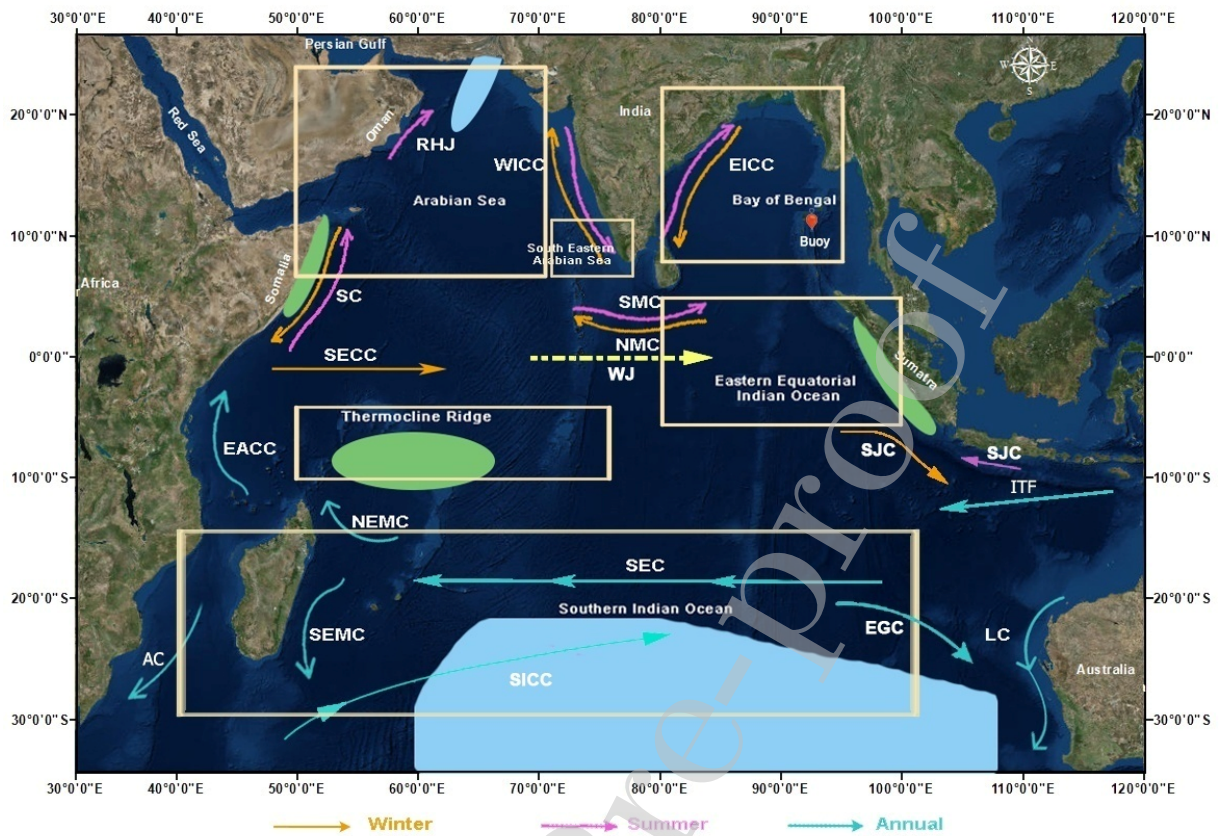 30°0'0"E 40°0'0"E 50°0'0"E 60°0'0"E 70°0'0"E 80°0'0"E 90°0'0"E 100°0'0"E 110°0'0"E 120°0'0"E
Persian Gulf
N
W E
S
20°0'0"N
Red Sea
Oman
RHJ
WICC
India
EICC
20°0'0"N
Arabian Sea
Bay of Bengal
Buoy
10°0'0"N
South Eastern
Arabian Sea
10°0'0"N
Africa
Somalia
SC
SMC
SECC
NMC
0°0'0"
WJ
Eastern Equatorial
Indian Ocean
Sumatra
0°0'0"
Thermocline Ridge
EACC
SJC
SJC
10°0'0"S
ITF
10°0'0"S
NEMC
SEC
20°0'0"S
Southern Indian Ocean
20°0'0"S
SEMC
EGC
LC
AC
SICC
Australia
30°0'0"S
30°0'0"S
30°0'0"E 40°0'0"E 50°0'0"E 60°0'0"E 70°0'0"E 80°0'0"E 90°0'0"E 100°0'0"E 110°0'0"E 120°0'0"E
Winter Summer Annual
Pre-proof